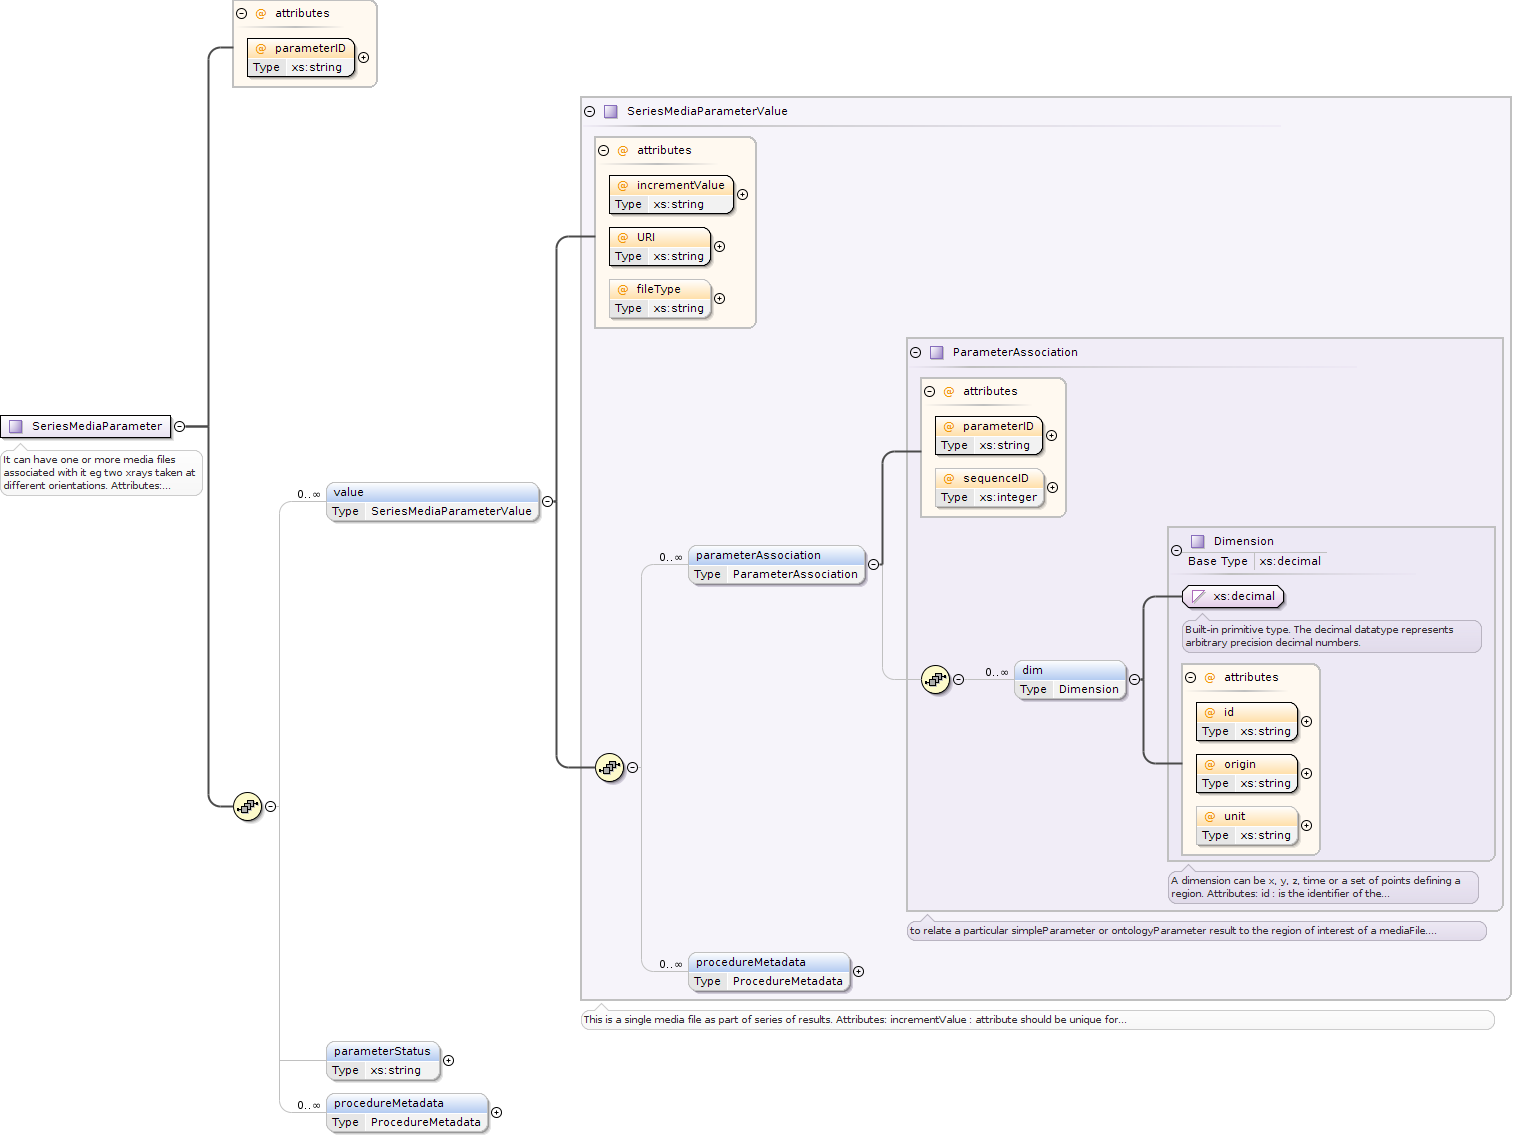 @ attributes
@ parameterID
Type xs:string
SeriesMediaParameterValue
@ attributes
@ incrementValue
Type xs:string
@ URI
Type xs:string
@ fileType
Type xs:string
ParameterAssociation
@ attributes
@ parameterID
Type xs:string
@ sequenceID
Type xs:integer
SeriesMediaParameter
It can have one or more media files
associated with it eg two xrays taken at
different orientations. Attributes:...
0..∞
value
Type SeriesMediaParameterValue
0..∞
parameterAssociation
Type ParameterAssociation
Dimension
Base Type xs:decimal
xs:decimal
Built-in primitive type. The decimal datatype represents
arbitrary precision decimal numbers.
0..∞
dim
Type Dimension
@ attributes
@ id
Type xs:string
@ origin
Type xs:string
@ unit
Type xs:string
A dimension can be x, y, z, time or a set of points defining a
region. Attributes: id : is the identifier of the...
to relate a particular simpleParameter or ontologyParameter result to the region of interest of a mediaFile....
0..∞
procedureMetadata
Type ProcedureMetadata
This is a single media file as part of series of results. Attributes: incrementValue : attribute should be unique for...
parameterStatus
Type xs:string
0..∞
procedureMetadata
Type ProcedureMetadata